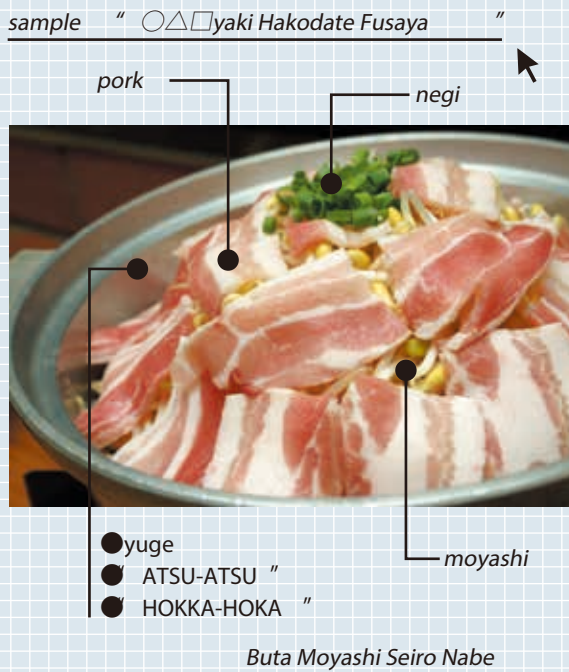 sample “ ○△□yaki Hakodate Fusaya ”
pork
negi
●yuge
●“ ATSU-ATSU ”
●“ HOKKA-HOKA ”
moyashi
Buta Moyashi Seiro Nabe